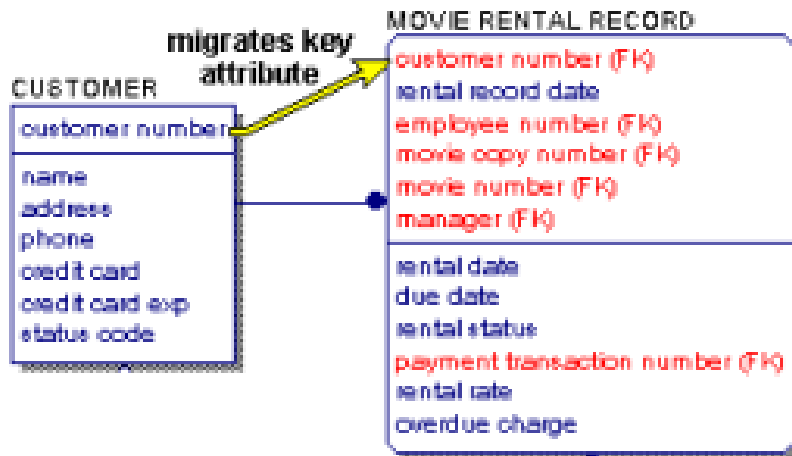 migrates key
attribute
CUSTOMER
customer number
name
address
phone
credit card
credit card exp
status code
MOVIE RENTAL RECORD
customer number (FK)
rental record date
employee number (FK)
movie copy number (FK)
movie number (FK)
manager (FK)
rental date
due date
rental status
payment transaction number (FK)
rental rate
overdue charge